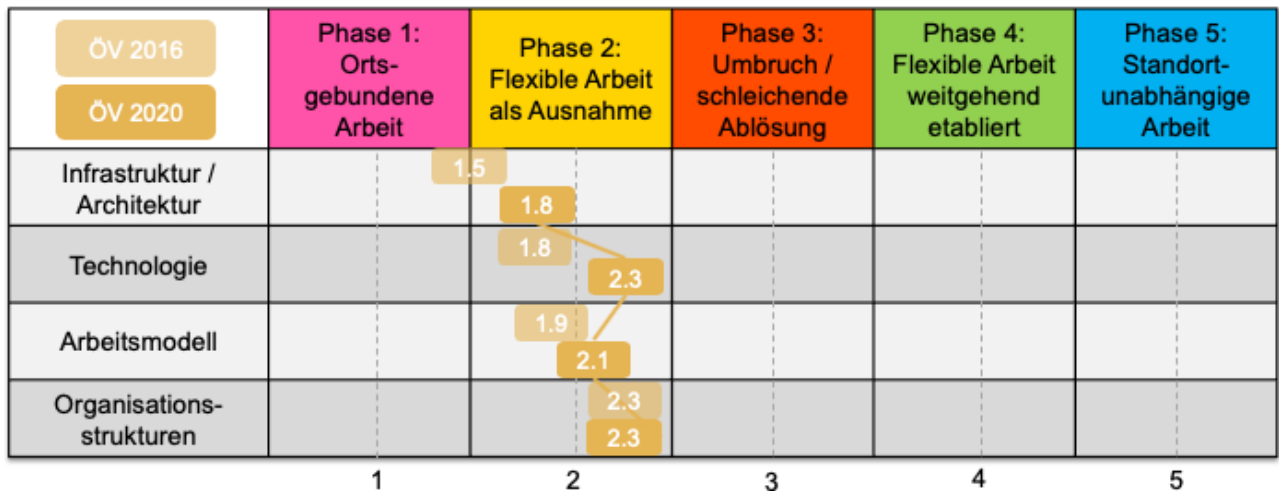 ÖV 2016
ÖV 2020
Phase 1:
Orts-
gebundene
Arbeit
Phase 2:
Flexible Arbeit
als Ausnahme
Phase 3:
Umbruch /
schleichende
Ablösung
Phase 4:
Flexible Arbeit
weitgehend
etabliert
Phase 5:
Standort-
unabhängige
Arbeit
Infrastruktur /
Architektur
1.5
1.8
Technologie
1.8
2.3
Arbeitsmodell
1.9
2.1
Organisations-
strukturen
2.3
2.3
1 2 3 4 5